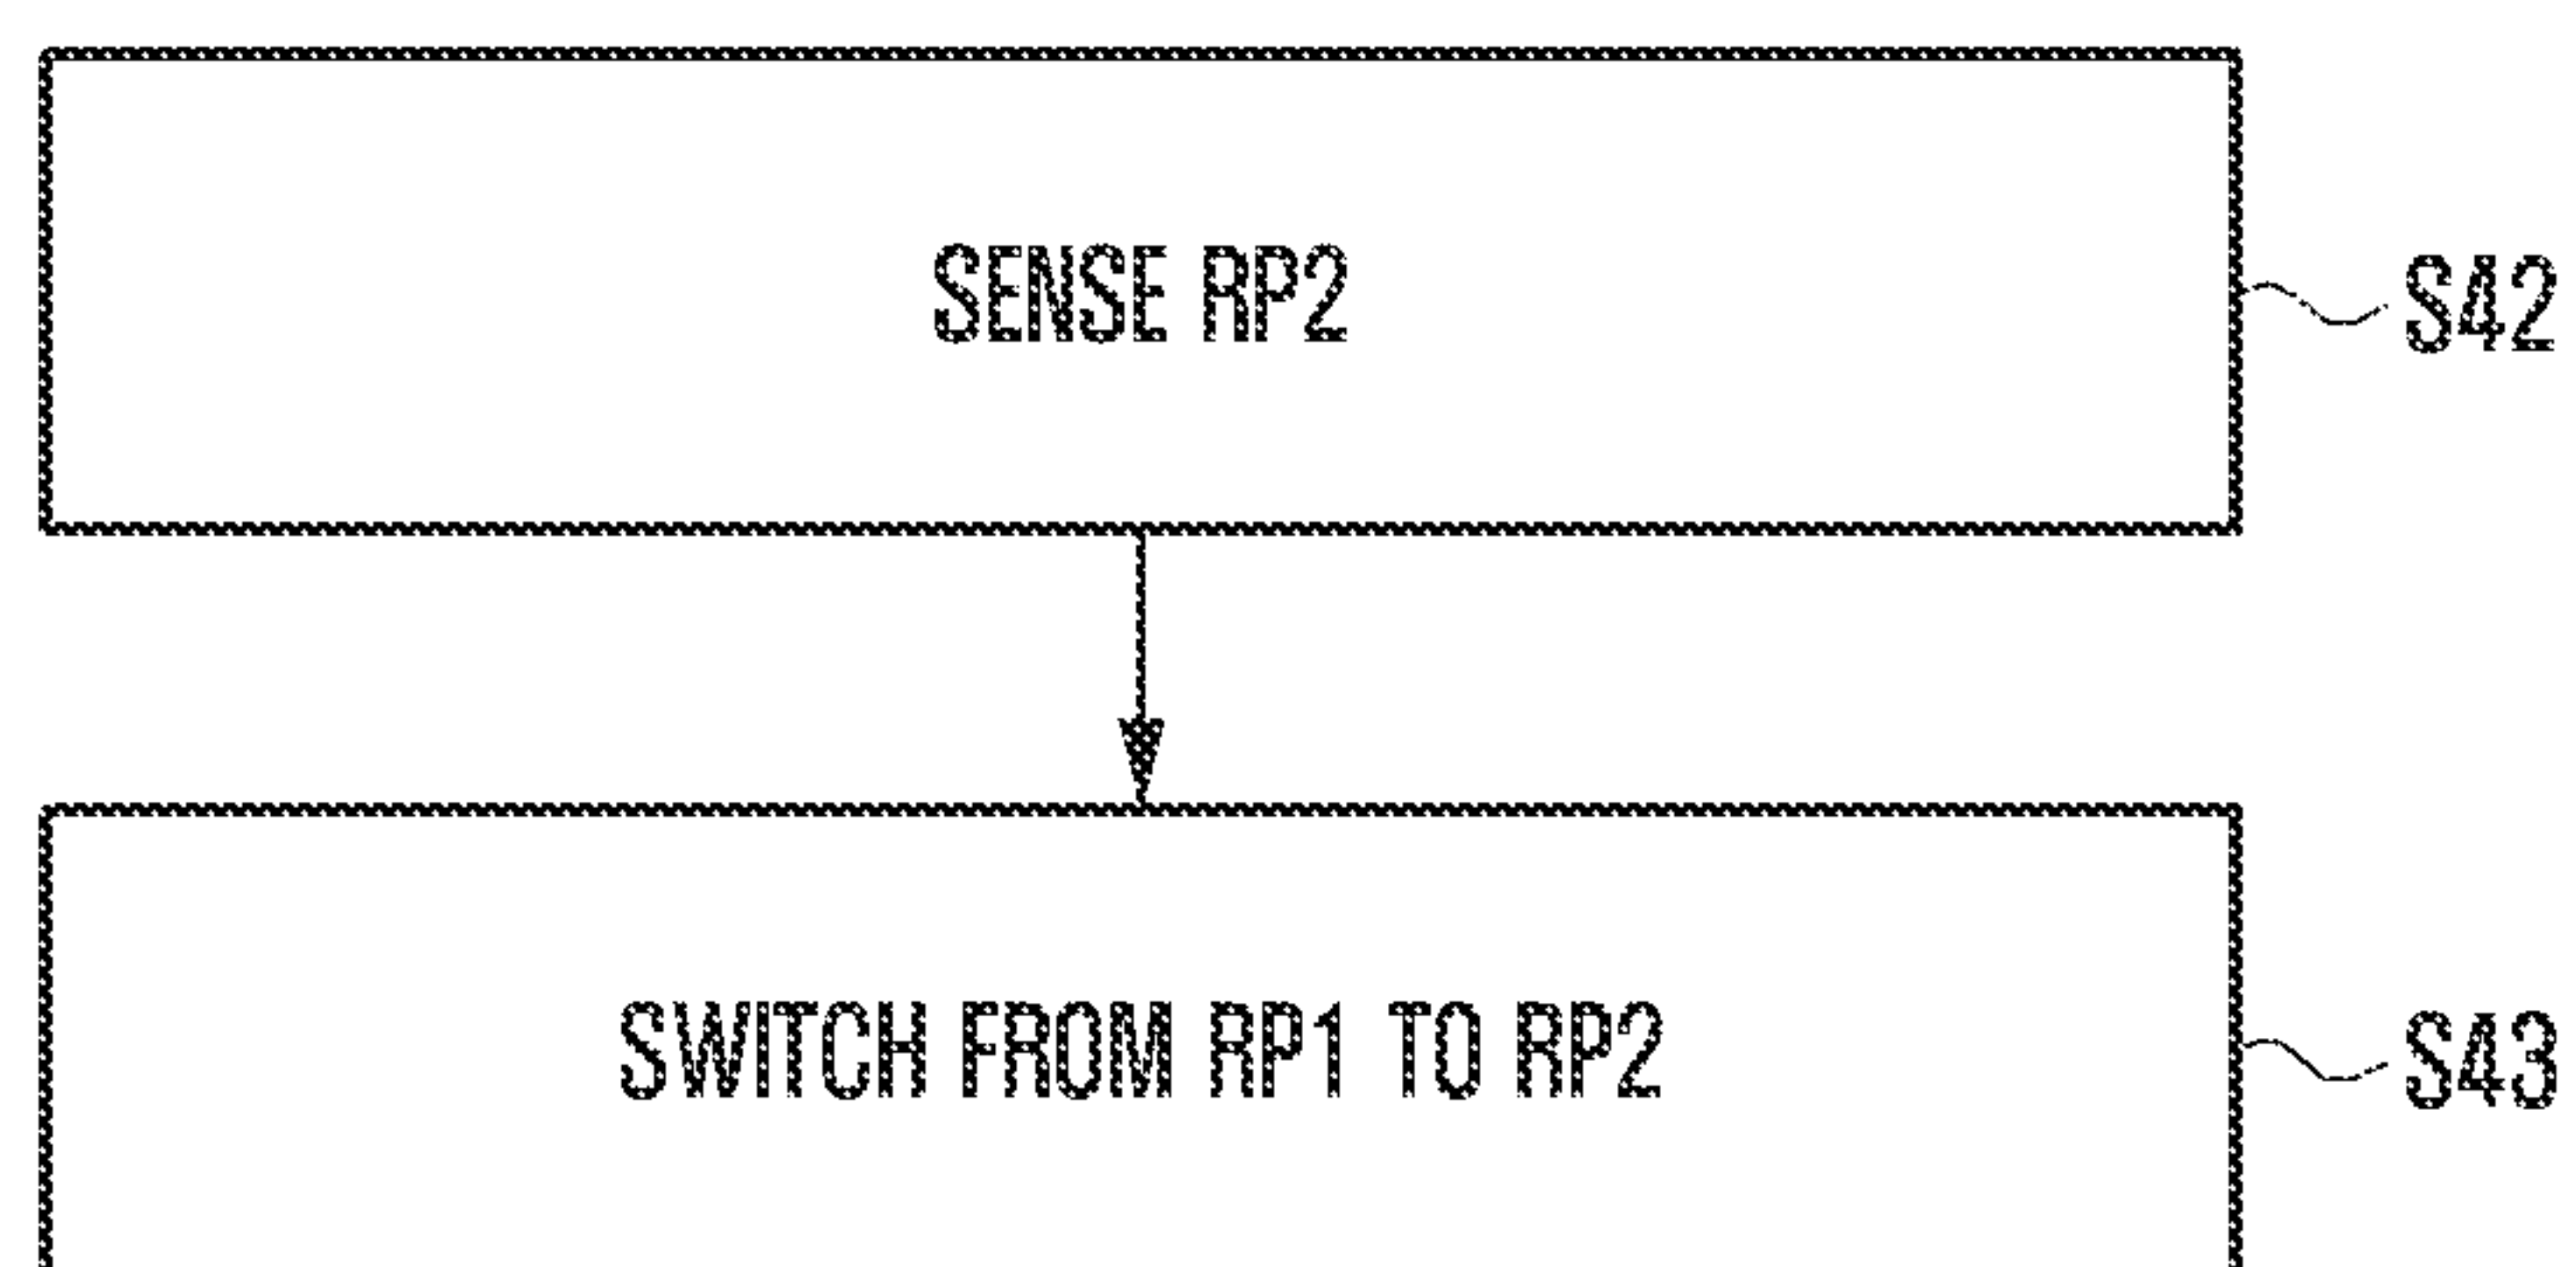 SENSE RP2
S42
SWITCH FROM RP1 TO RP2
S43